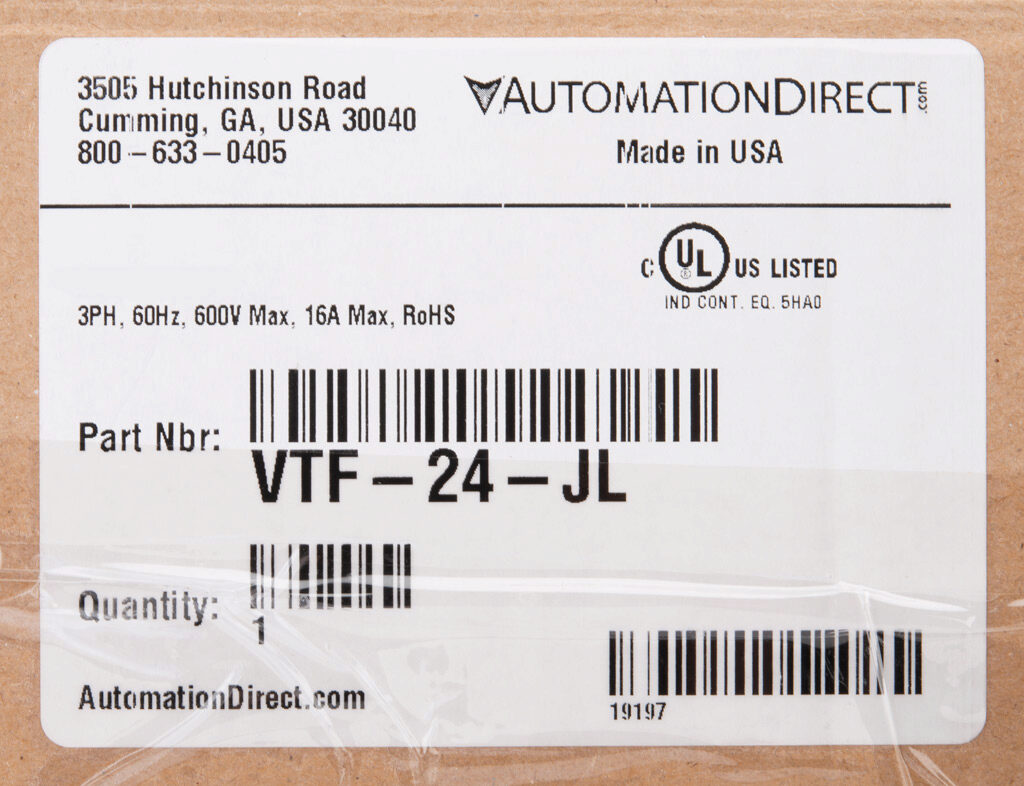 3505 Hutchinson Road
Cumming, GA, USA 30040
800-633-0405
AUTOMATIONDIRECT.com
Made in USA
C UL® US LISTED
IND CONT. EQ. 5HA0
3PH, 60Hz, 600V Max, 16A Max, RoHS
Part Nbr:
VTF-24-JL
Quantity:
1
AutomationDirect.com
19197